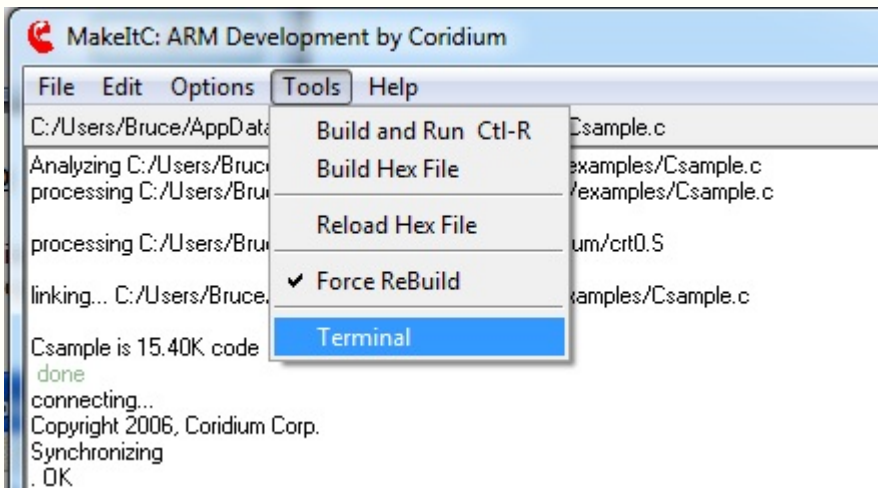 MakeItC: ARM Development by Coridium
File Edit Options Tools Help
C:/Users/Bruce/AppData Csample.c
Build and Run Ctl-R
Build Hex File
Reload Hex File
✔ Force ReBuild
Terminal
Analyzing C:/Users/Bruc examples/Csample.c
processing C:/Users/Bru /examples/Csample.c
processing C:/Users/Bru um/crt0.S
linking... C:/Users/Bruce amples/Csample.c
Csample is 15.40K code
done
connecting...
Copyright 2006, Coridium Corp.
Synchronizing
. OK